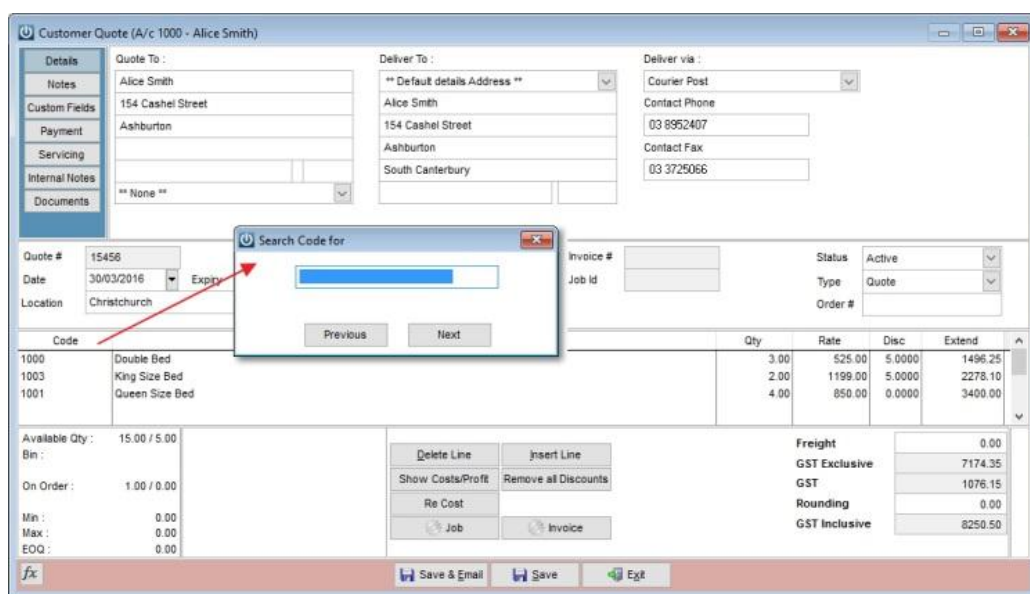 Customer Quote (A/c 1000 - Alice Smith)
Details
Notes
Custom Fields
Payment
Servicing
Internal Notes
Documents
Quote To :
Alice Smith
154 Cashel Street
Ashburton
** None **
Deliver To :
** Default details Address **
Alice Smith
154 Cashel Street
Ashburton
South Canterbury
Deliver via :
Courier Post
Contact Phone
03 8952407
Contact Fax
03 3725066
Search Code for
Previous Next
Quote # 15456
Date 30/03/2016 Expiry
Location Christchurch
Invoice #
Job Id
Status Active
Type Quote
Order #
Code Qty Rate Disc Extend
1000 Double Bed 3.00 525.00 5.0000 1496.25
1003 King Size Bed 2.00 1199.00 5.0000 2278.10
1001 Queen Size Bed 4.00 850.00 0.0000 3400.00
Available Qty : 15.00 / 5.00
Bin :
On Order : 1.00 / 0.00
Min : 0.00
Max : 0.00
EOQ : 0.00
Delete Line Insert Line
Show Costs/Profit Remove all Discounts
Re Cost
Job Invoice
Freight 0.00
GST Exclusive 7174.35
GST 1076.15
Rounding 0.00
GST Inclusive 8250.50
fx Save & Email Save Exit